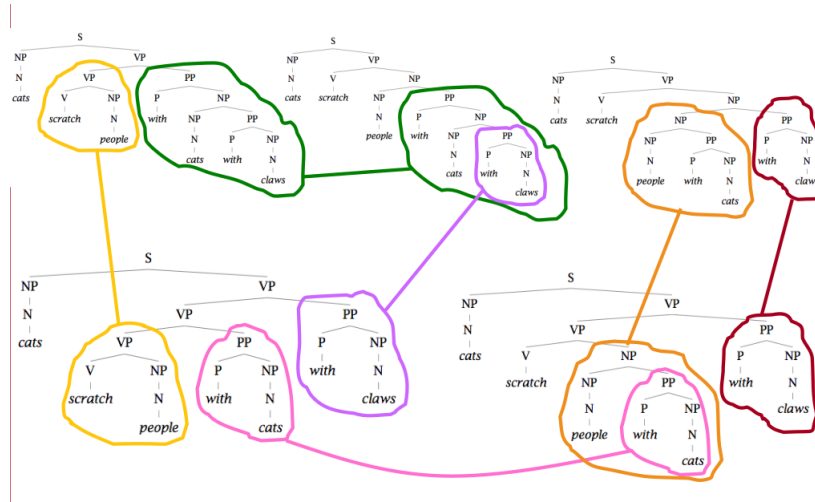 S
NP VP
N VP PP
cats V NP P NP
scratch N with NP PP
people N P NP
cats with N
claws
S
NP VP
N V NP
cats scratch NP PP
N P NP
people with NP PP
N P NP
cats with N
claws
S
NP VP
N V NP
cats scratch NP PP
NP PP P NP
N P NP with N
people with N claw
cats
S
NP VP
N VP PP
cats VP PP P NP
V NP P NP with N
scratch N with N claws
people cats
S
NP VP
N VP PP
cats V NP P NP
scratch NP PP with N
N P NP claws
people with N
cats